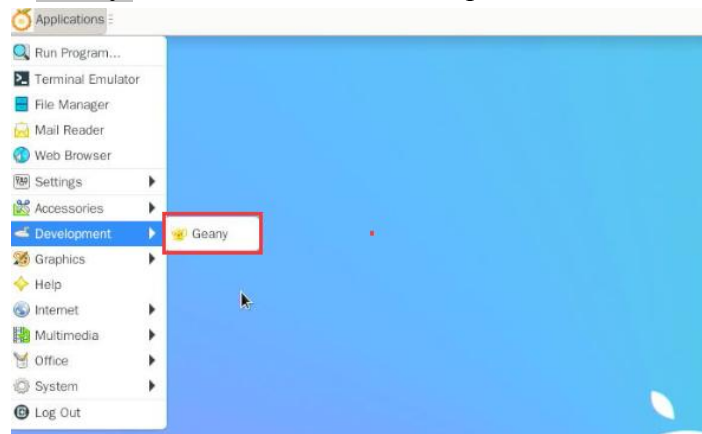 Applications
Run Program...
Terminal Emulator
File Manager
Mail Reader
Web Browser
Settings
Accessories
Development
Geany
Graphics
Help
Internet
Multimedia
Office
System
Log Out